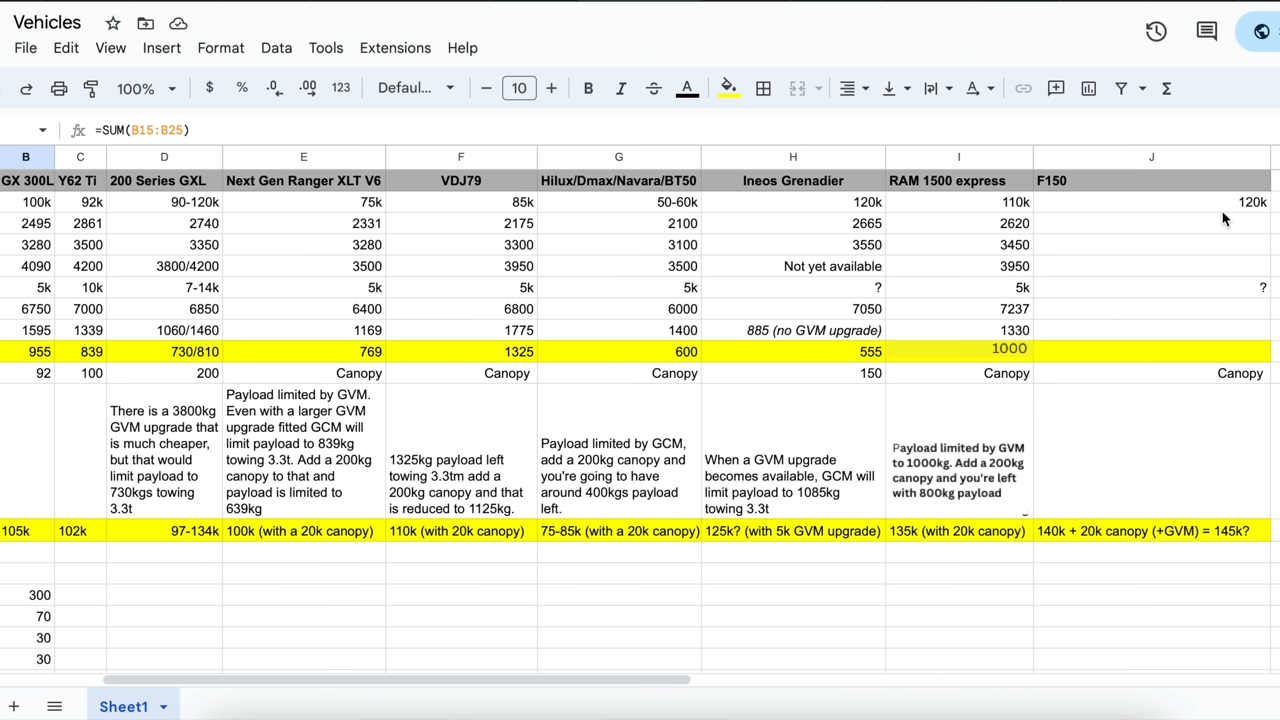 Vehicles
File Edit View Insert Format Data Tools Extensions Help
100% $ % .0 .00 123 Defaul... 10 B I A Σ
fx =SUM(B15:B25)
B C D E F G H I J
GX 300L Y62 Ti 200 Series GXL Next Gen Ranger XLT V6 VDJ79 Hilux/Dmax/Navara/BT50 Ineos Grenadier RAM 1500 express F150
100k 92k 90-120k 75k 85k 50-60k 120k 110k 120k
2495 2861 2740 2331 2175 2100 2665 2620
3280 3500 3350 3280 3300 3100 3550 3450
4090 4200 3800/4200 3500 3950 3500 Not yet available 3950
5k 10k 7-14k 5k 5k 5k ? 5k ?
6750 7000 6850 6400 6800 6000 7050 7237
1595 1339 1060/1460 1169 1775 1400 885 (no GVM upgrade) 1330
955 839 730/810 769 1325 600 555 1000
92 100 200 Canopy Canopy Canopy 150 Canopy Canopy
There is a 3800kg
GVM upgrade that
is much cheaper,
but that would
limit payload to
730kgs towing
3.3t
Payload limited by GVM.
Even with a larger GVM
upgrade fitted GCM will
limit payload to 839kg
towing 3.3t. Add a 200kg
canopy to that and
payload is limited to
639kg
1325kg payload left
towing 3.3tm add a
200kg canopy and that
is reduced to 1125kg.
Payload limited by GCM,
add a 200kg canopy and
you're going to have
around 400kgs payload
left.
When a GVM upgrade
becomes available, GCM will
limit payload to 1085kg
towing 3.3t
Payload limited by GVM
to 1000kg. Add a 200kg
canopy and you're left
with 800kg payload
105k 102k 97-134k 100k (with a 20k canopy) 110k (with 20k canopy) 75-85k (with a 20k canopy) 125k? (with 5k GVM upgrade) 135k (with 20k canopy) 140k + 20k canopy (+GVM) = 145k?
300
70
30
30
Sheet1